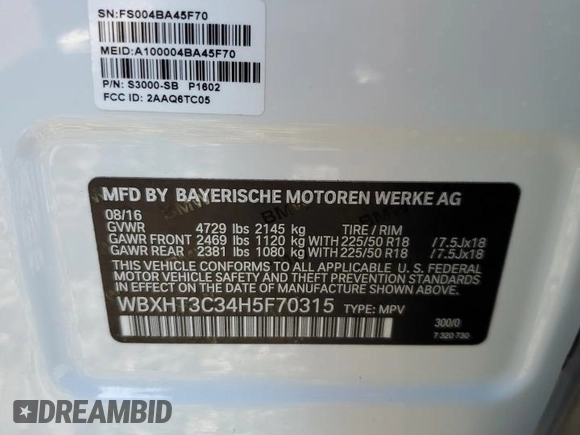 SN:FS004BA45F70
MEID:A100004BA45F70
P/N: S3000-SB P1602
FCC ID: 2AAQ6TC05
MFD BY BAYERISCHE MOTOREN WERKE AG
08/16
GVWR 4729 lbs 2145 kg TIRE / RIM
GAWR FRONT 2469 lbs 1120 kg WITH 225/50 R18 /7.5Jx18
GAWR REAR 2381 lbs 1080 kg WITH 225/50 R18 /7.5Jx18
THIS VEHICLE CONFORMS TO ALL APPLICABLE U. S. FEDERAL
MOTOR VEHICLE SAFETY AND THEFT PREVENTION STANDARDS
IN EFFECT ON THE DATE OF MANUFACTURE SHOWN ABOVE.
WBXHT3C34H5F70315 TYPE: MPV
300/0
7 320 730
DREAMBID